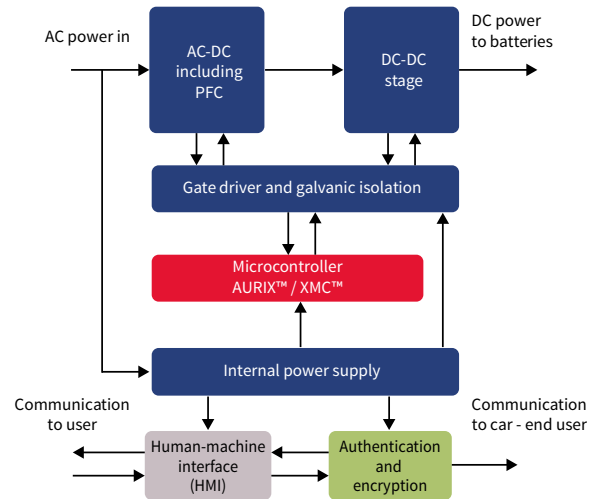 AC power in
AC-DC
including
PFC
DC-DC
stage
DC power
to batteries
Gate driver and galvanic isolation
Microcontroller
AURIX™ / XMC™
Internal power supply
Communication
to user
Human-machine
interface
(HMI)
Authentication
and
encryption
Communication
to car - end user